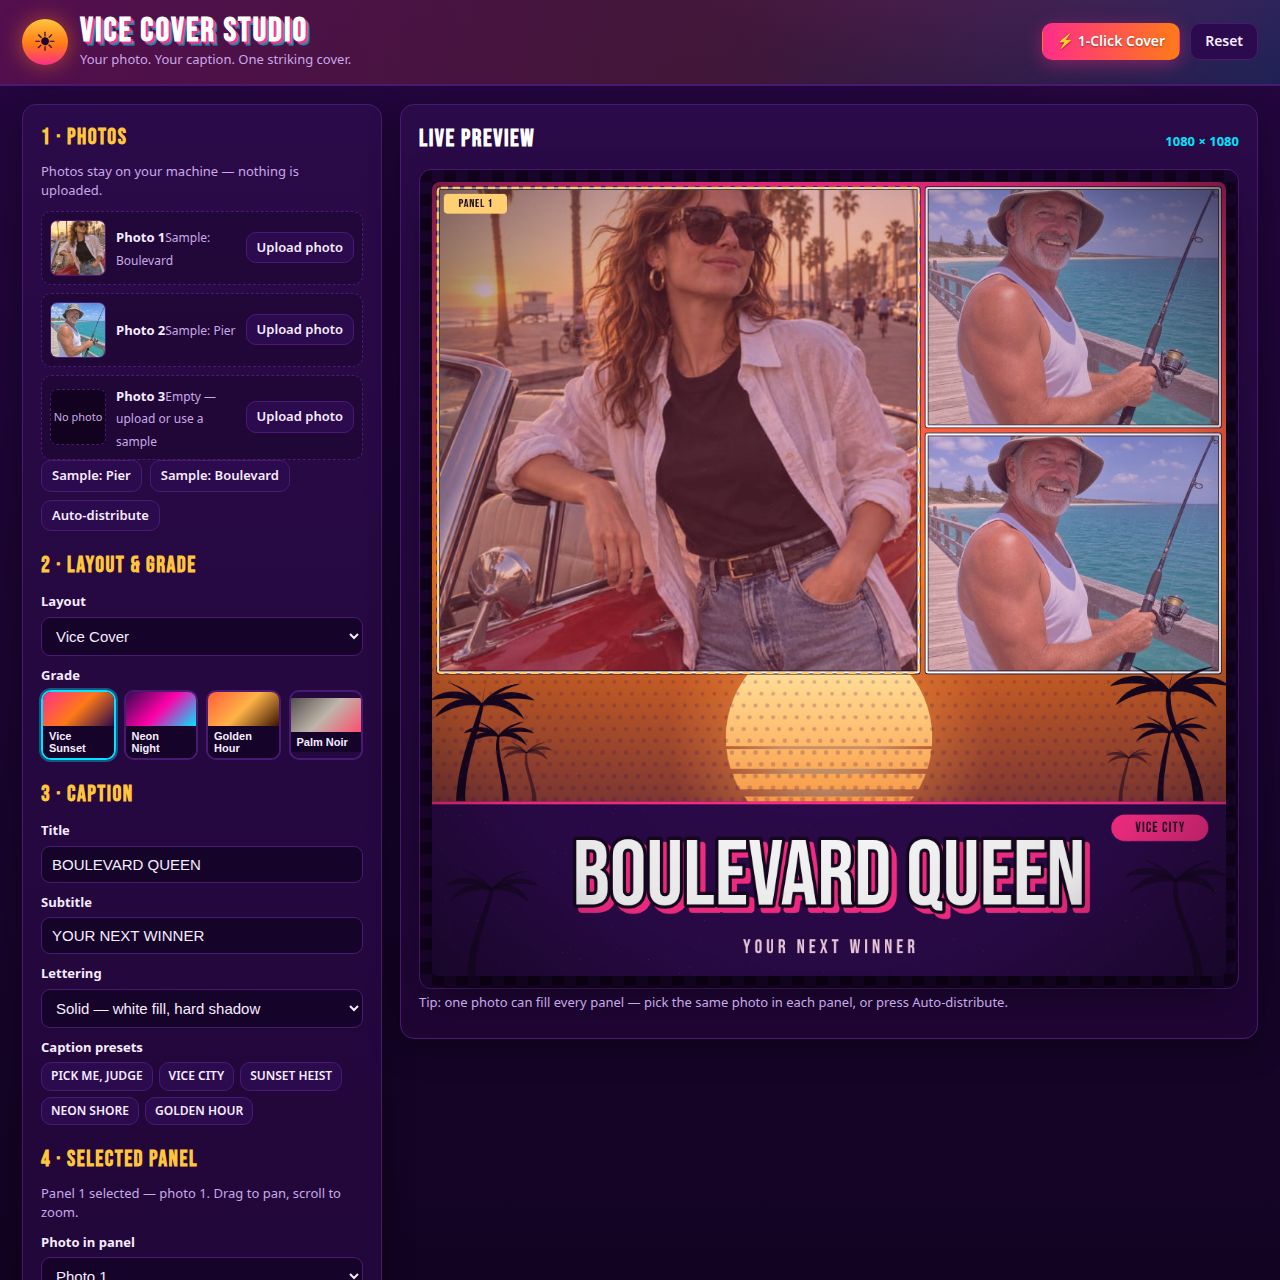 VICE COVER STUDIO
Your photo. Your caption. One striking cover.
⚡ 1-Click Cover
Reset
1 · PHOTOS
Photos stay on your machine — nothing is
uploaded.
Photo 1Sample:
Boulevard
Upload photo
Photo 2Sample: Pier
Upload photo
No photo
Photo 3Empty —
upload or use a
sample
Upload photo
Sample: Pier
Sample: Boulevard
Auto-distribute
2 · LAYOUT & GRADE
Layout
Vice Cover
Grade
Vice
Sunset
Neon
Night
Golden
Hour
Palm Noir
3 · CAPTION
Title
BOULEVARD QUEEN
Subtitle
YOUR NEXT WINNER
Lettering
Solid — white fill, hard shadow
Caption presets
PICK ME, JUDGE
VICE CITY
SUNSET HEIST
NEON SHORE
GOLDEN HOUR
4 · SELECTED PANEL
Panel 1 selected — photo 1. Drag to pan, scroll to
zoom.
Photo in panel
Photo 1
LIVE PREVIEW
1080 × 1080
PANEL 1
VICE CITY
BOULEVARD QUEEN
YOUR NEXT WINNER
Tip: one photo can fill every panel — pick the same photo in each panel, or press Auto-distribute.